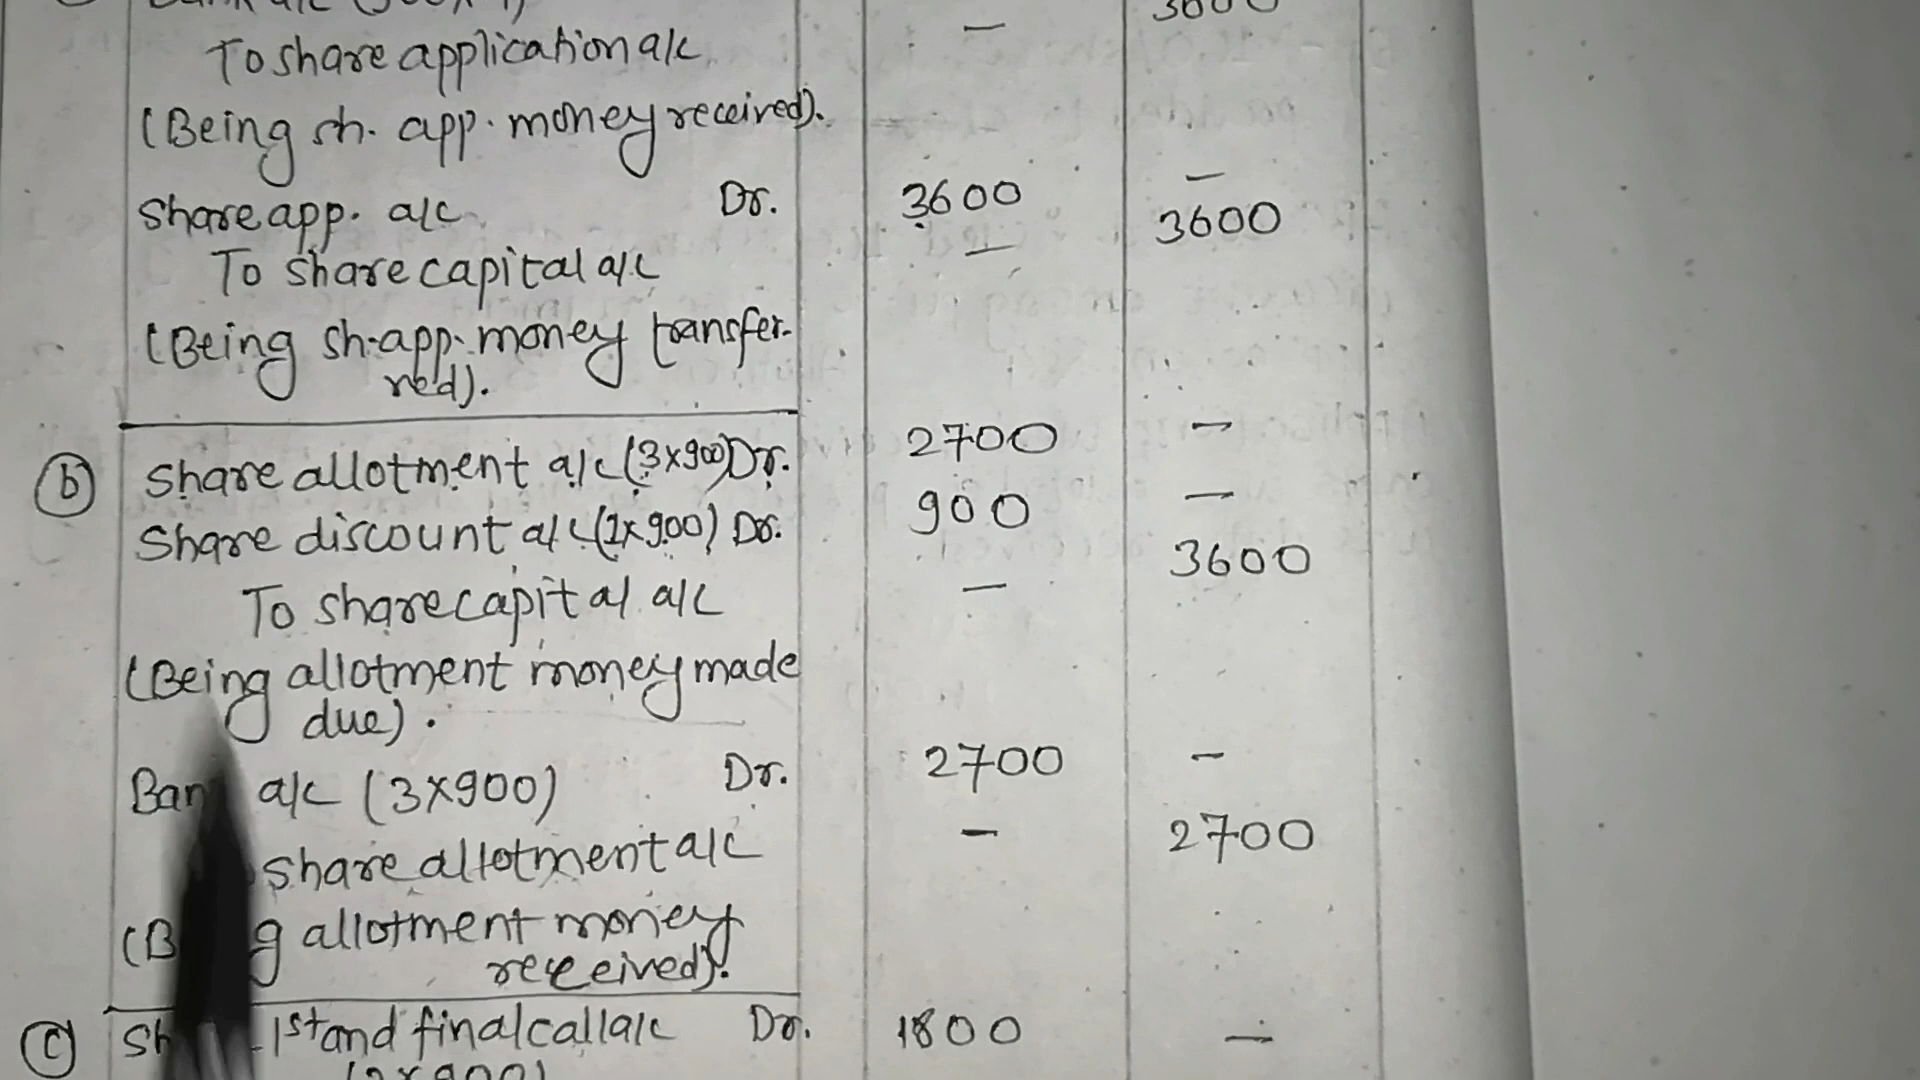 To share application a/c —
(Being sh. app. money received).
Share app. a/c Dr. 3600 —
To share capital a/c — 3600
(Being sh. app. money transfer-
red).
(b) Share allotment a/c (3x900) Dr. 2700 —
Share discount a/c (1x900) Dr. 900 —
To share capital a/c — 3600
(Being allotment money made
due).
a/c (3x900) Dr. 2700 —
share allotment a/c — 2700
allotment money
received).
(c) 1st and final call a/c Dr. 1800 —